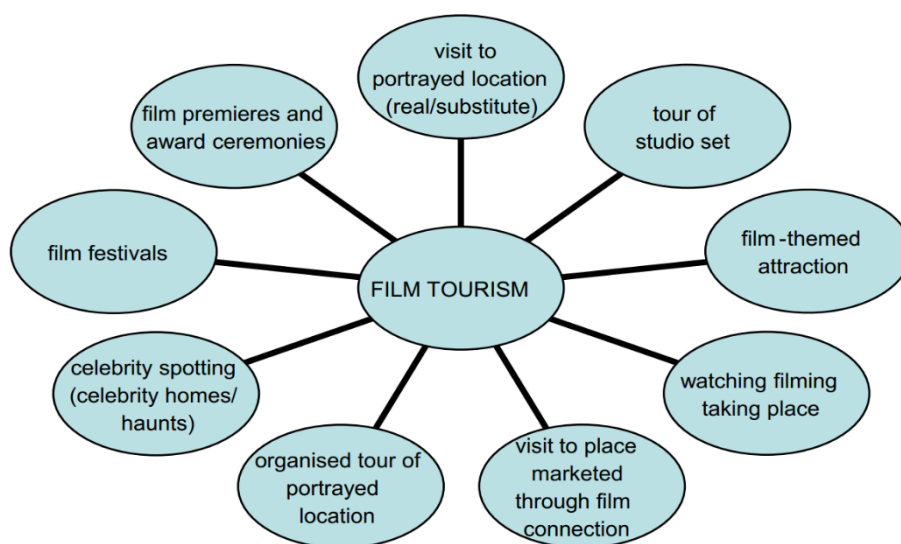 visit to
portrayed location
(real/substitute)
film premieres and
award ceremonies
tour of
studio set
film festivals
film-themed
attraction
FILM TOURISM
celebrity spotting
(celebrity homes/
haunts)
watching filming
taking place
organised tour of
portrayed
location
visit to place
marketed
through film
connection